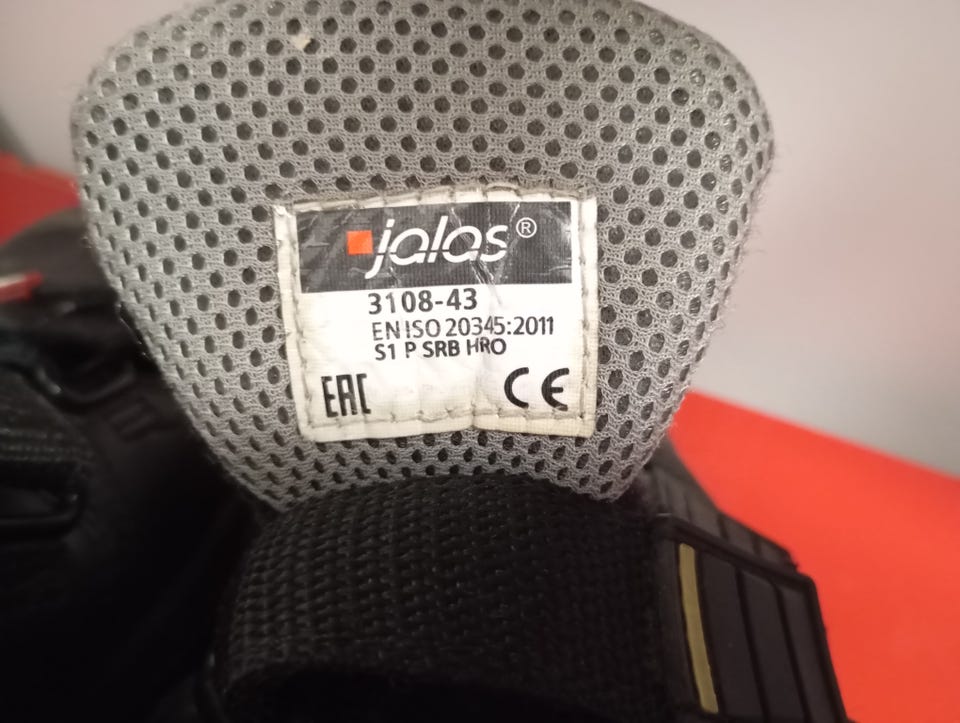 jalas®
3108-43
EN ISO 20345:2011
S1 P SRB HRO
EAC CE